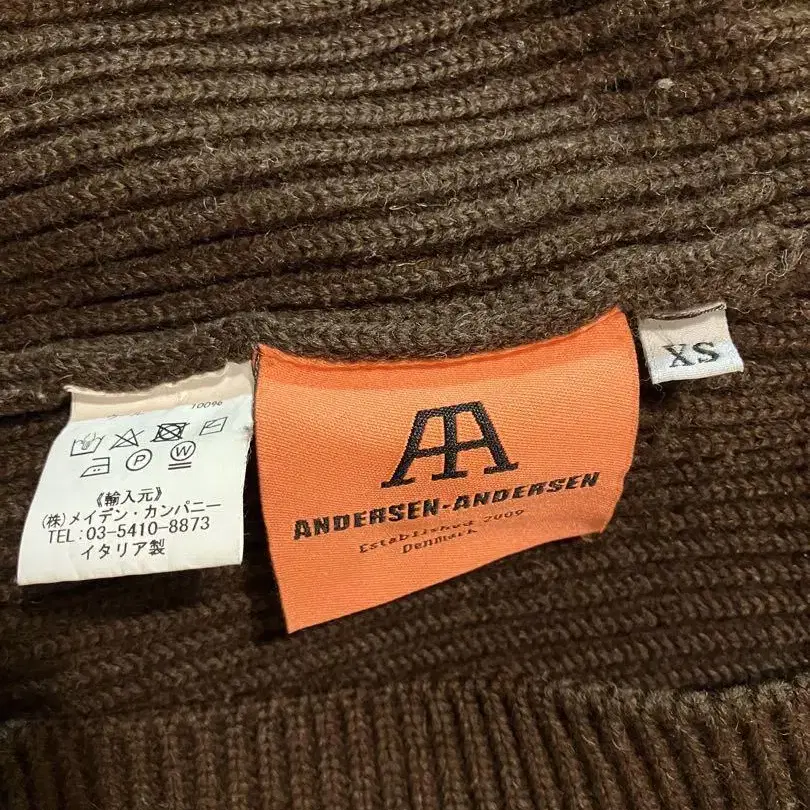 100%
P
W
《輸入元》
(株)メイデン・カンパニー
TEL:03-5410-8873
イタリア製
AA
ANDERSEN-ANDERSEN
Established 2009
Denmark
XS